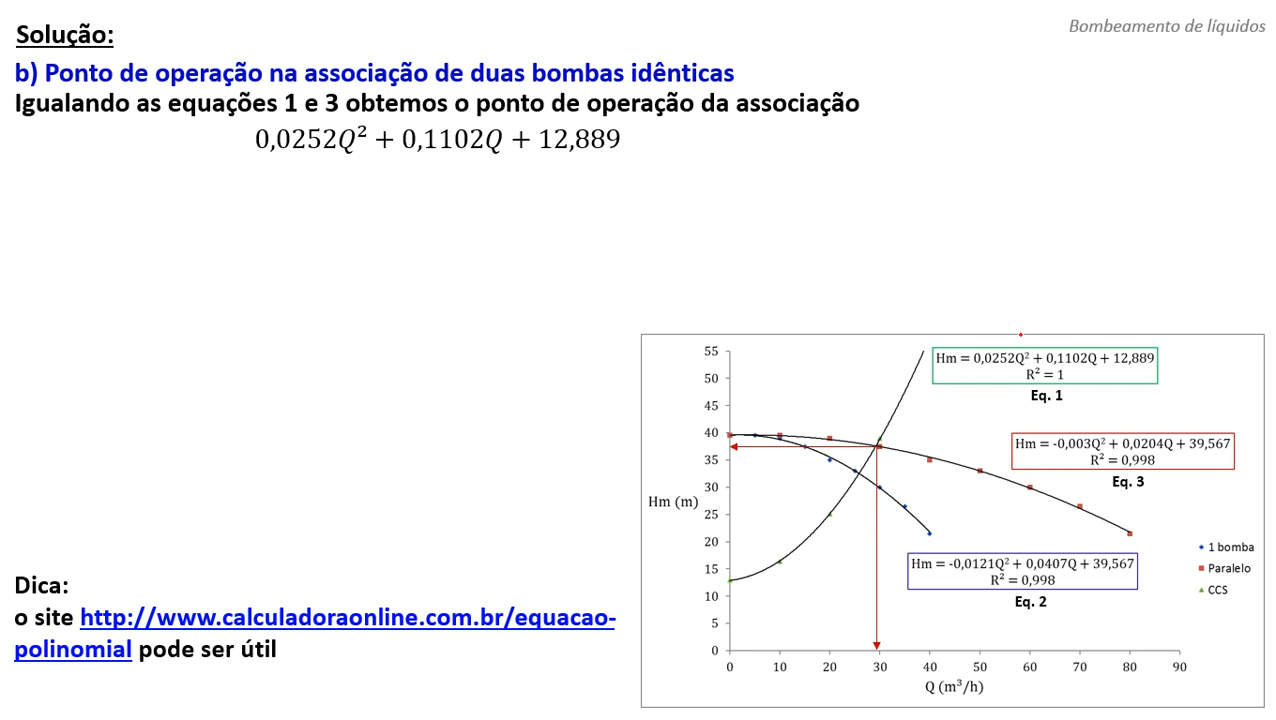 Solução:
Bombeamento de líquidos
b) Ponto de operação na associação de duas bombas idênticas
Igualando as equações 1 e 3 obtemos o ponto de operação da associação
0,0252Q² + 0,1102Q + 12,889
Dica:
o site http://www.calculadoraonline.com.br/equacao-
polinomial pode ser útil
55
50
45
40
35
30
25
20
15
10
5
0
Hm (m)
0 10 20 30 40 50 60 70 80 90
Q (m³/h)
Hm = 0,0252Q² + 0,1102Q + 12,889
R² = 1
Eq. 1
Hm = -0,003Q² + 0,0204Q + 39,567
R² = 0,998
Eq. 3
Hm = -0,0121Q² + 0,0407Q + 39,567
R² = 0,998
Eq. 2
1 bomba
Paralelo
CCS